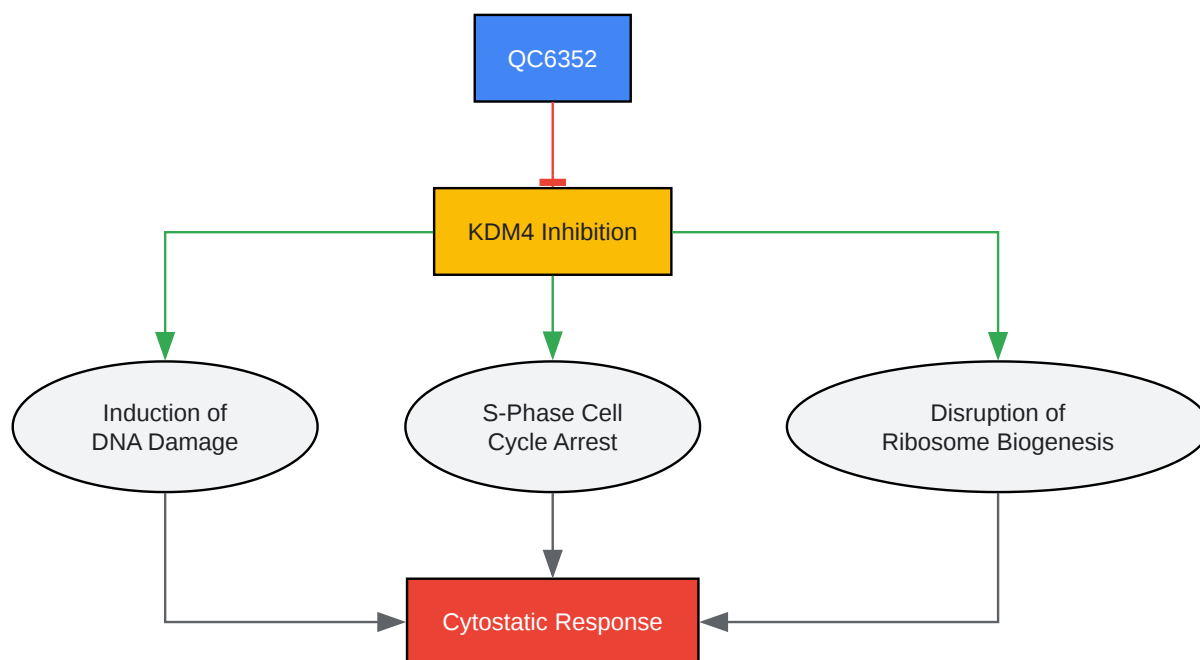 QC6352
KDM4 Inhibition
Induction of
DNA Damage
S-Phase Cell
Cycle Arrest
Disruption of
Ribosome Biogenesis
Cytostatic Response